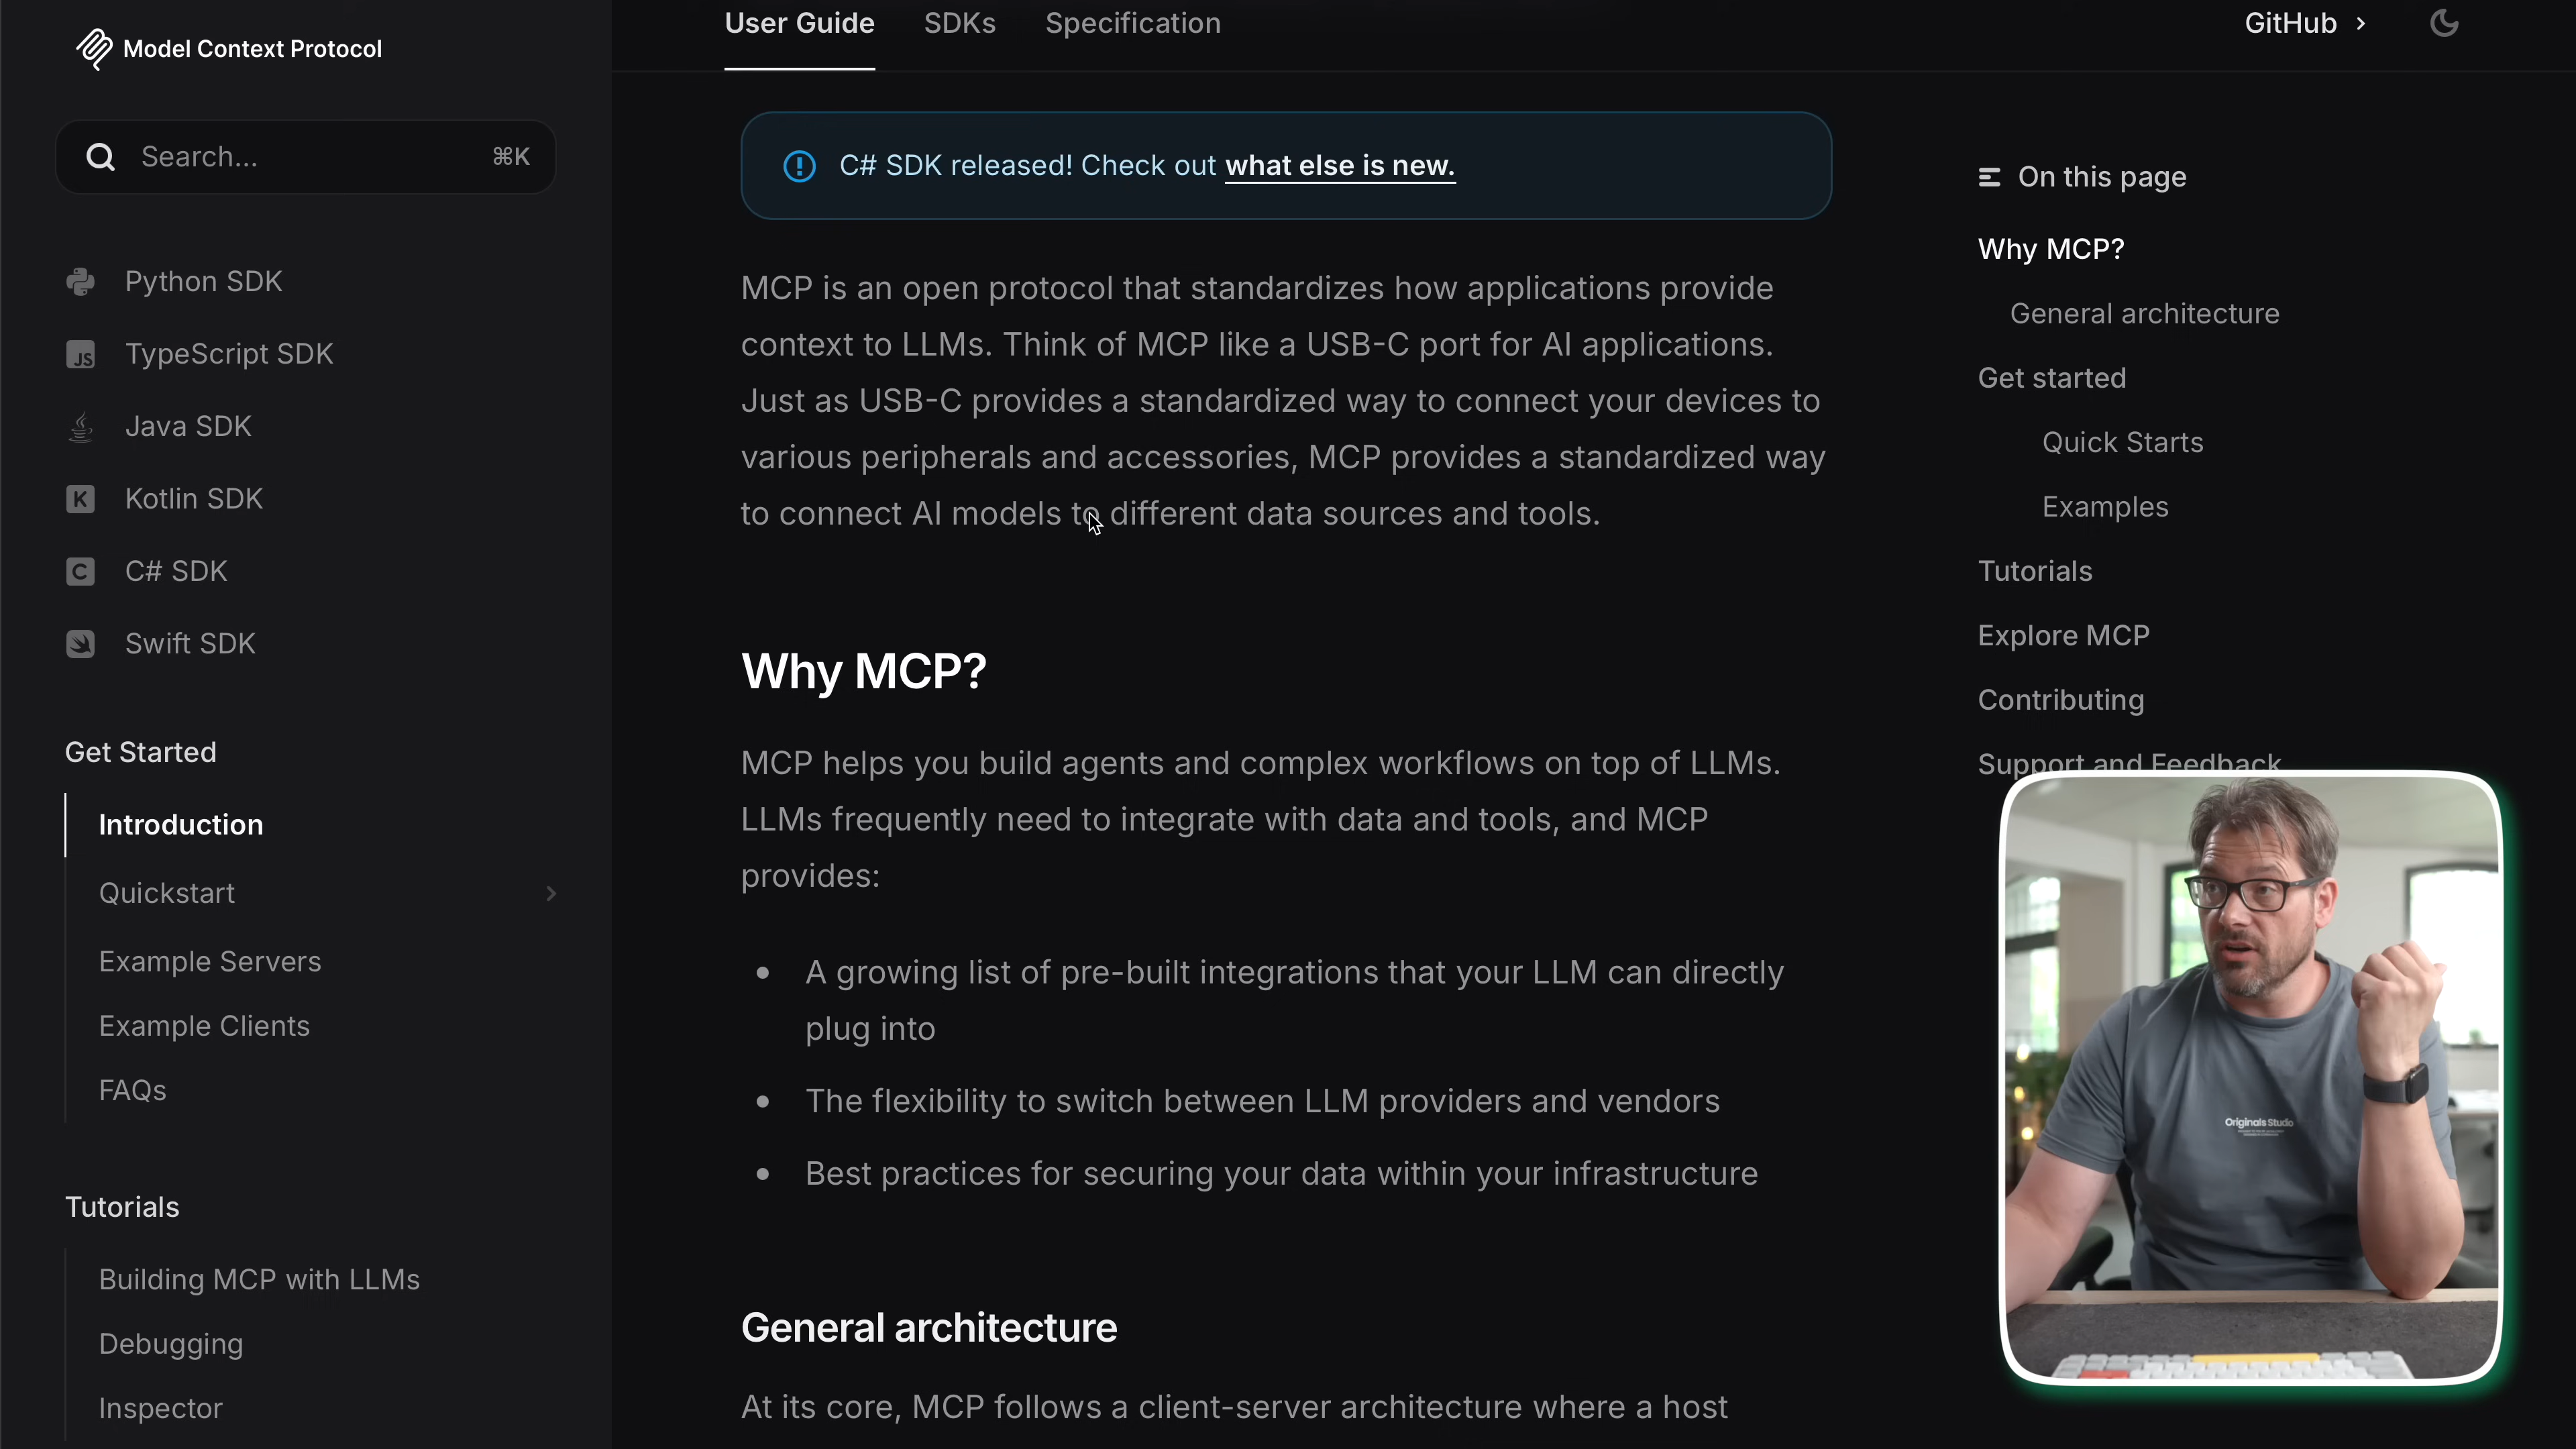 Model Context Protocol
Search...
⌘K
Python SDK
TypeScript SDK
Java SDK
Kotlin SDK
C# SDK
Swift SDK
Get Started
Introduction
Quickstart
Example Servers
Example Clients
FAQs
Tutorials
Building MCP with LLMs
Debugging
Inspector
User Guide
SDKs
Specification
GitHub
C# SDK released! Check out what else is new.
MCP is an open protocol that standardizes how applications provide
context to LLMs. Think of MCP like a USB-C port for AI applications.
Just as USB-C provides a standardized way to connect your devices to
various peripherals and accessories, MCP provides a standardized way
to connect AI models to different data sources and tools.
Why MCP?
MCP helps you build agents and complex workflows on top of LLMs.
LLMs frequently need to integrate with data and tools, and MCP
provides:
• A growing list of pre-built integrations that your LLM can directly
plug into
• The flexibility to switch between LLM providers and vendors
• Best practices for securing your data within your infrastructure
General architecture
At its core, MCP follows a client-server architecture where a host
On this page
Why MCP?
General architecture
Get started
Quick Starts
Examples
Tutorials
Explore MCP
Contributing
Support and Feedback
Originals Studio